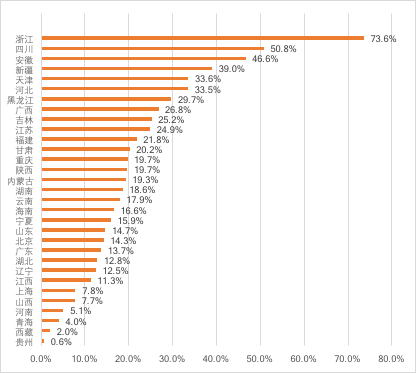 浙江 73.6%
四川 50.8%
安徽 46.6%
新疆 39.0%
天津 33.6%
河北 33.5%
黑龙江 29.7%
广西 26.8%
吉林 25.2%
江苏 24.9%
福建 21.8%
甘肃 20.2%
重庆 19.7%
陕西 19.7%
内蒙古 19.3%
湖南 18.6%
云南 17.9%
海南 16.6%
宁夏 15.9%
山东 14.7%
北京 14.3%
广东 13.7%
湖北 12.8%
辽宁 12.5%
江西 11.3%
上海 7.8%
山西 7.7%
河南 5.1%
青海 4.0%
西藏 2.0%
贵州 0.6%
0.0% 10.0% 20.0% 30.0% 40.0% 50.0% 60.0% 70.0% 80.0%